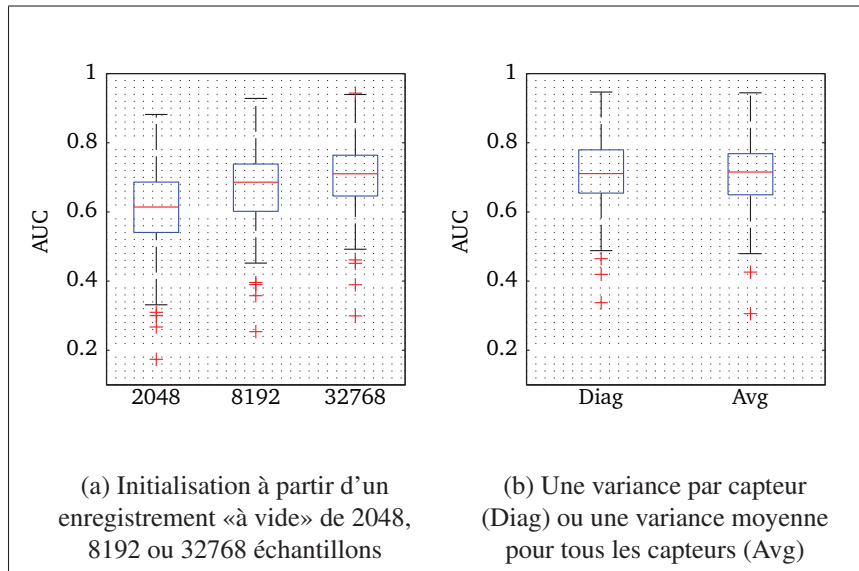 1
0.8
0.6
0.4
0.2
AUC
2048 8192 32768
(a) Initialisation à partir d'un
enregistrement «à vide» de 2048,
8192 ou 32768 échantillons
1
0.8
0.6
0.4
0.2
AUC
Diag Avg
(b) Une variance par capteur
(Diag) ou une variance moyenne
pour tous les capteurs (Avg)